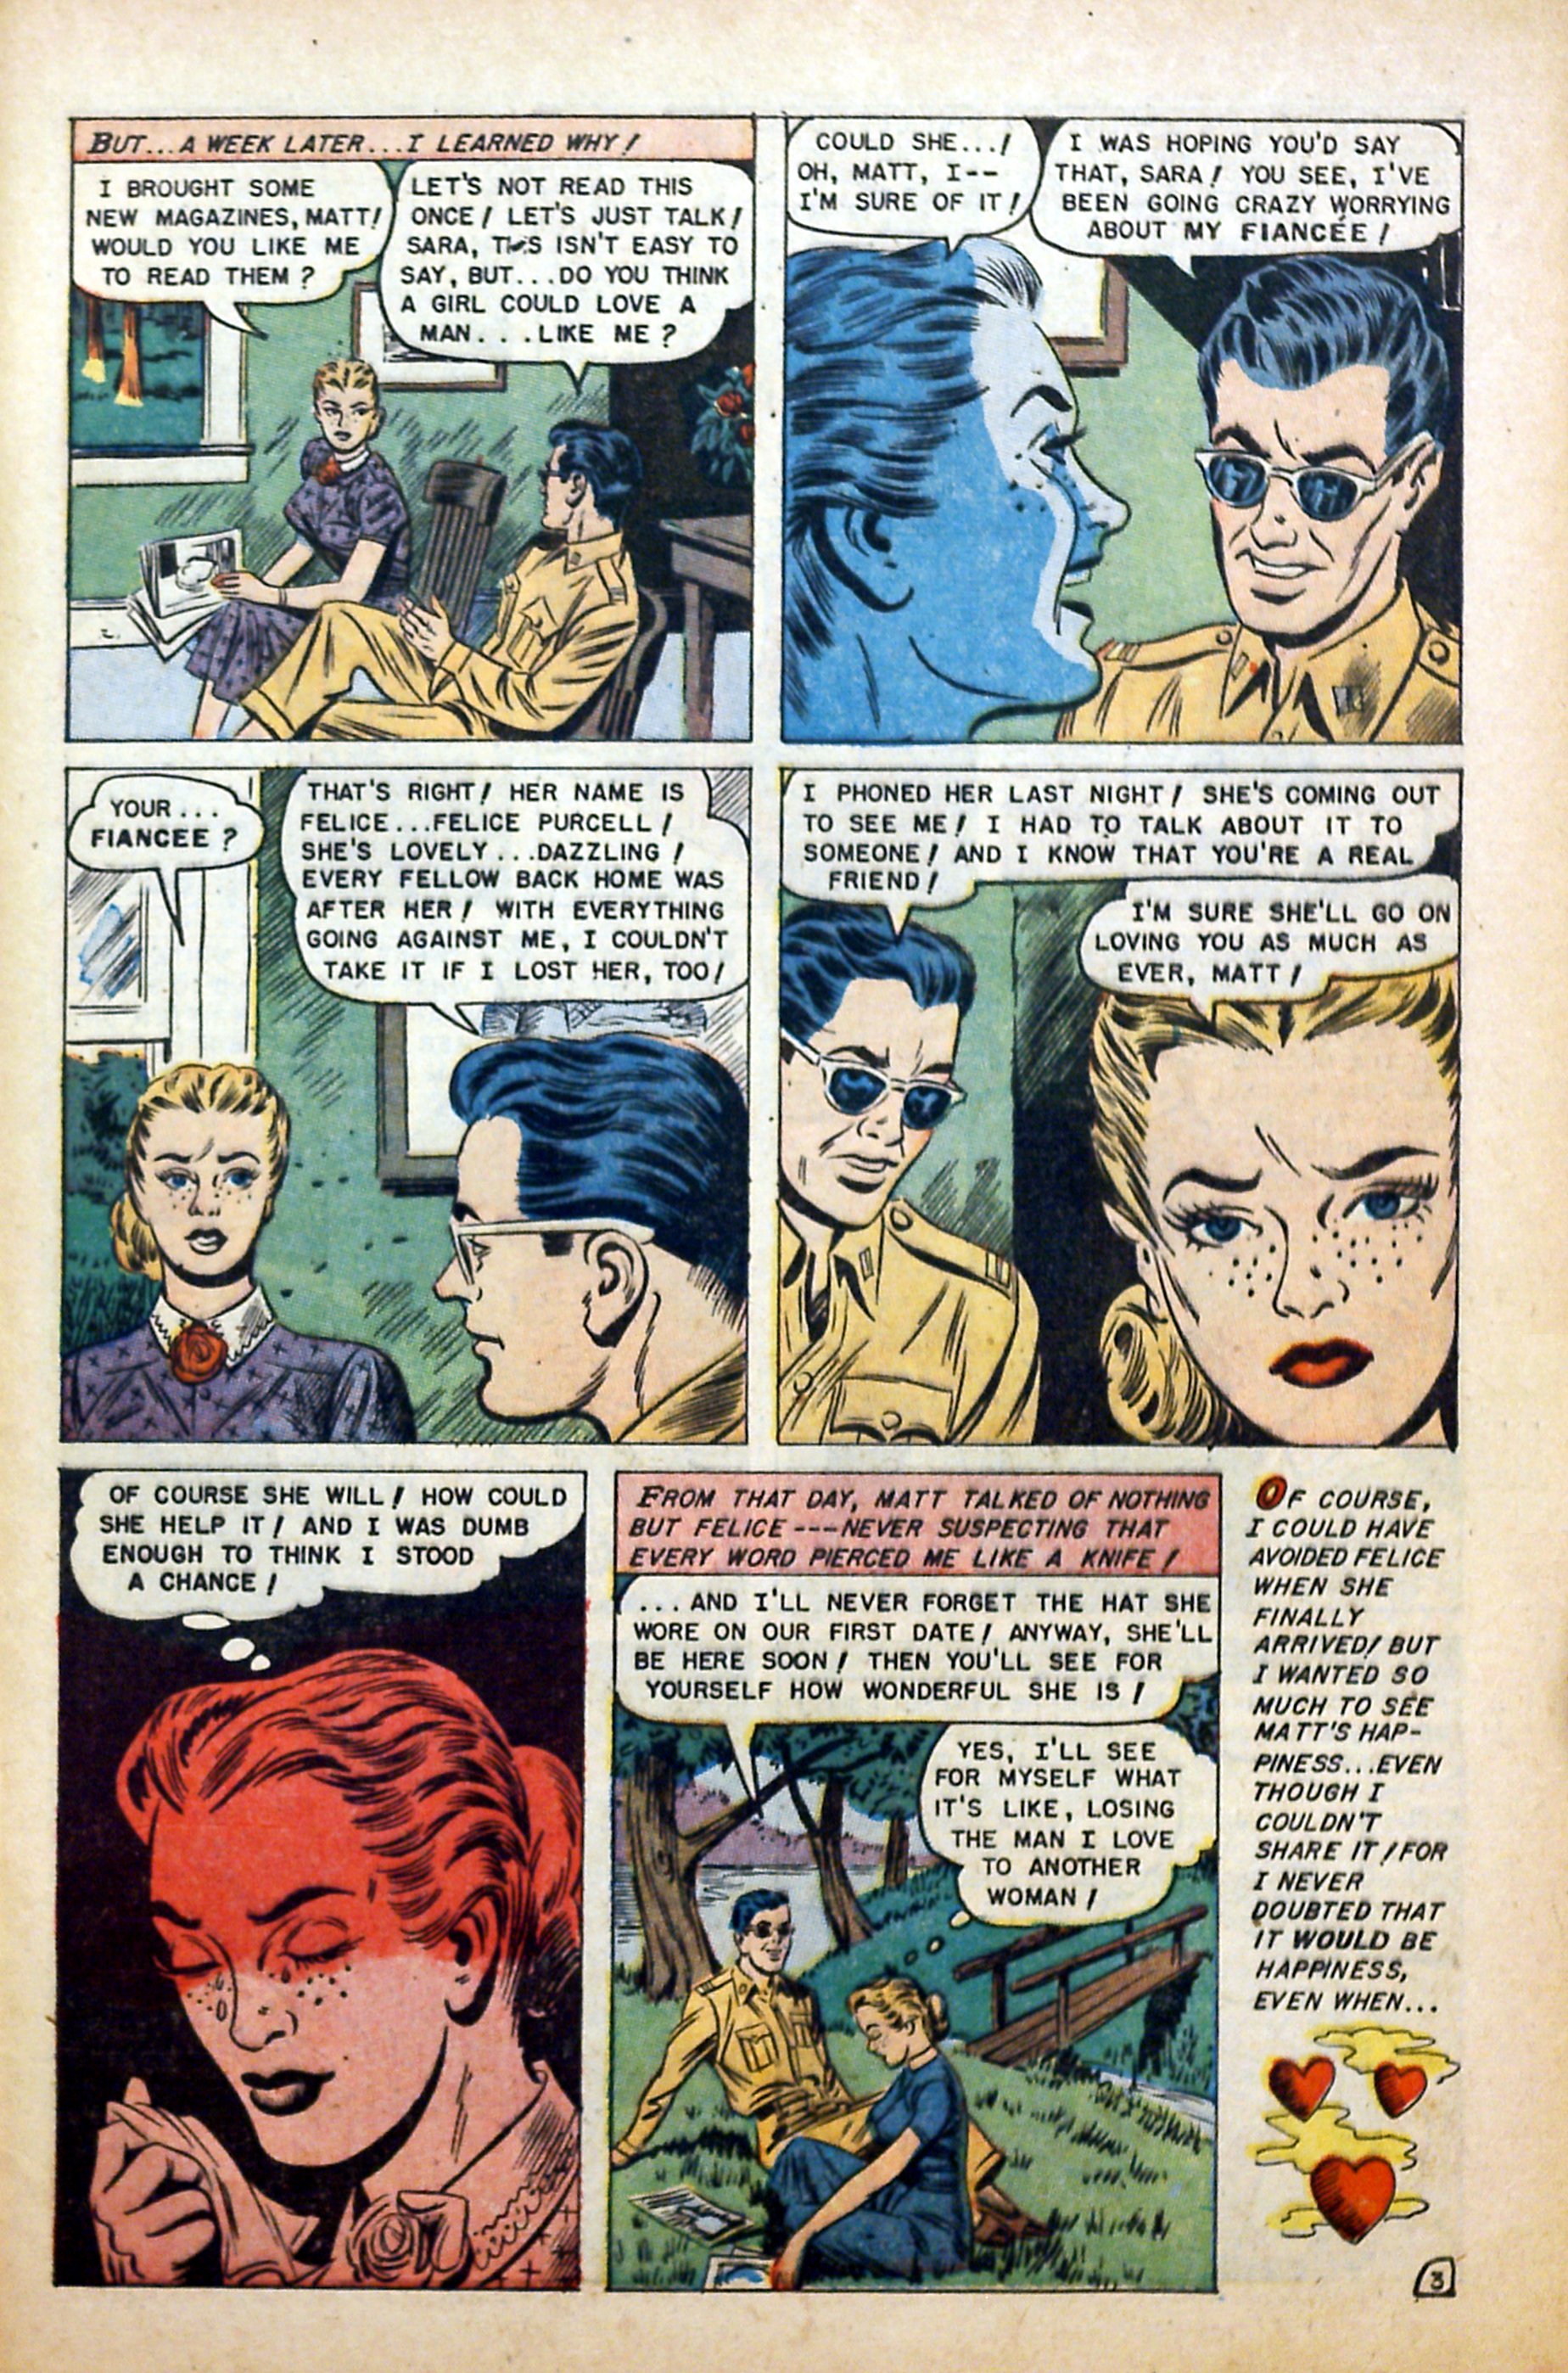 BUT...A WEEK LATER...I LEARNED WHY!
I BROUGHT SOME
NEW MAGAZINES, MATT!
WOULD YOU LIKE ME
TO READ THEM?
LET'S NOT READ THIS
ONCE! LET'S JUST TALK!
SARA, THIS ISN'T EASY TO
SAY, BUT...DO YOU THINK
A GIRL COULD LOVE A
MAN...LIKE ME?
COULD SHE...!
OH, MATT, I--
I'M SURE OF IT!
I WAS HOPING YOU'D SAY
THAT, SARA! YOU SEE, I'VE
BEEN GOING CRAZY WORRYING
ABOUT MY FIANCÉE!
YOUR...
FIANCEE?
THAT'S RIGHT! HER NAME IS
FELICE...FELICE PURCELL!
SHE'S LOVELY...DAZZLING!
EVERY FELLOW BACK HOME WAS
AFTER HER! WITH EVERYTHING
GOING AGAINST ME, I COULDN'T
TAKE IT IF I LOST HER, TOO!
I PHONED HER LAST NIGHT! SHE'S COMING OUT
TO SEE ME! I HAD TO TALK ABOUT IT TO
SOMEONE! AND I KNOW THAT YOU'RE A REAL
FRIEND!
I'M SURE SHE'LL GO ON
LOVING YOU AS MUCH AS
EVER, MATT!
OF COURSE SHE WILL! HOW COULD
SHE HELP IT! AND I WAS DUMB
ENOUGH TO THINK I STOOD
A CHANCE!
FROM THAT DAY, MATT TALKED OF NOTHING
BUT FELICE---NEVER SUSPECTING THAT
EVERY WORD PIERCED ME LIKE A KNIFE!
...AND I'LL NEVER FORGET THE HAT SHE
WORE ON OUR FIRST DATE! ANYWAY, SHE'LL
BE HERE SOON! THEN YOU'LL SEE FOR
YOURSELF HOW WONDERFUL SHE IS!
YES, I'LL SEE
FOR MYSELF WHAT
IT'S LIKE, LOSING
THE MAN I LOVE
TO ANOTHER
WOMAN!
OF COURSE,
I COULD HAVE
AVOIDED FELICE
WHEN SHE
FINALLY
ARRIVED! BUT
I WANTED SO
MUCH TO SEE
MATT'S HAP-
PINESS...EVEN
THOUGH I
COULDN'T
SHARE IT! FOR
I NEVER
DOUBTED THAT
IT WOULD BE
HAPPINESS,
EVEN WHEN...
3